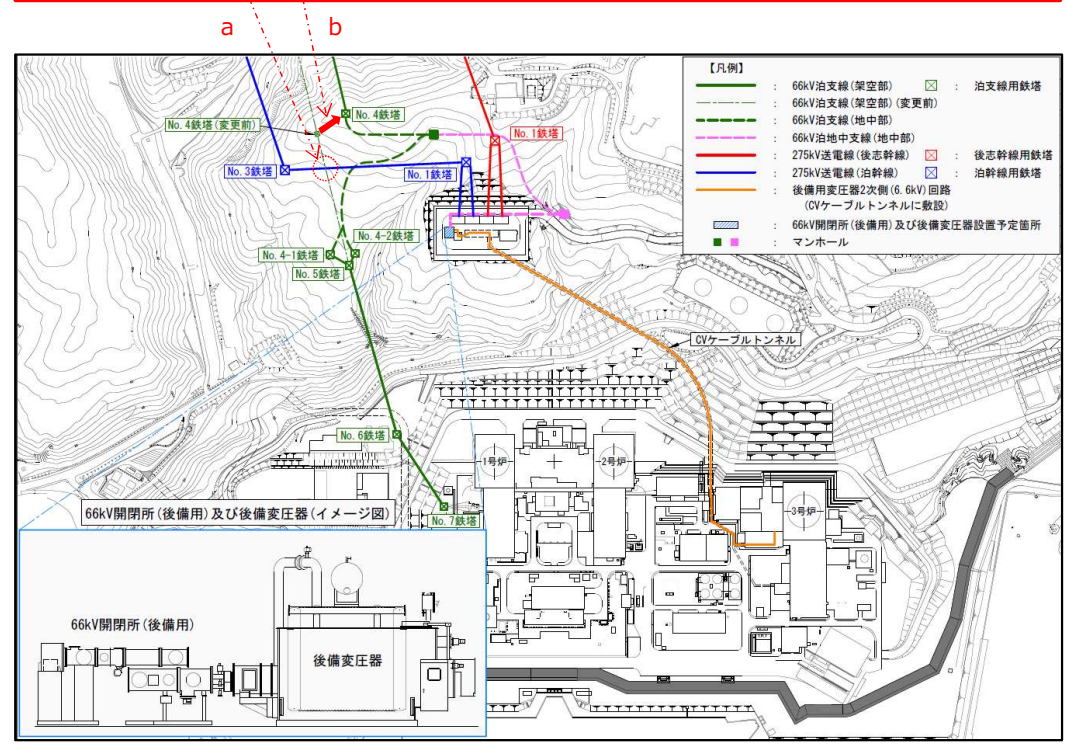 a
b
【凡例】
: 66kV泊支線(架空部) : 泊支線用鉄塔
: 66kV泊支線(架空部)(変更前)
: 66kV泊支線(地中部)
: 66kV泊地中支線(地中部)
: 275kV送電線(後志幹線) : 後志幹線用鉄塔
: 275kV送電線(泊幹線) : 泊幹線用鉄塔
: 後備用変圧器2次側(6.6kV)回路
(CVケーブルトンネルに敷設)
: 66kV開閉所(後備用)及び後備変圧器設置予定箇所
: マンホール
No.4鉄塔(変更前)
No.4鉄塔
No.1鉄塔
No.3鉄塔
No.1鉄塔
No.4-2鉄塔
No.4-1鉄塔
No.5鉄塔
CVケーブルトンネル
No.6鉄塔
1号炉
2号炉
3号炉
No.7鉄塔
66kV開閉所(後備用)及び後備変圧器(イメージ図)
66kV開閉所(後備用)
後備変圧器